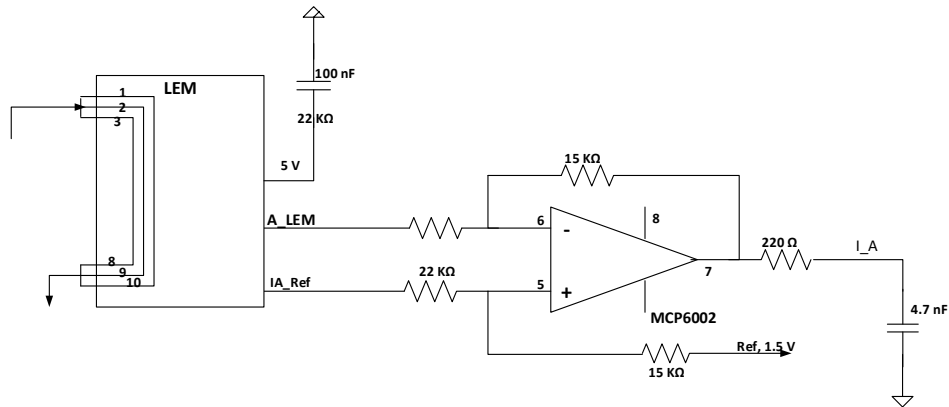 100 nF
LEM
1
2
3
22 KΩ
15 KΩ
5 V
A_LEM
6
8
-
I_A
220 Ω
8
9
10
22 KΩ
7
IA_Ref
5
+
4.7 nF
MCP6002
Ref, 1.5 V
15 KΩ